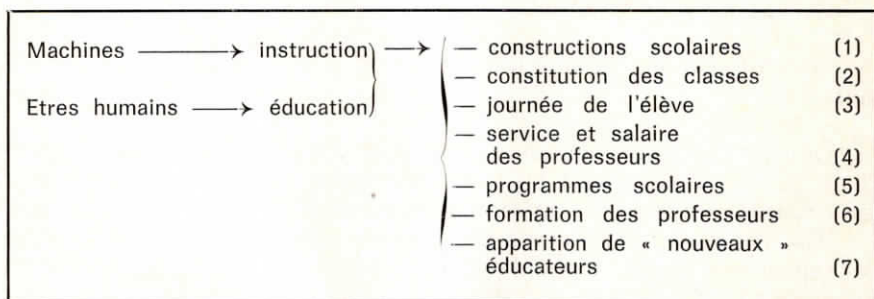 Machines → instruction) → { — constructions scolaires (1)
— constitution des classes (2)
Etres humains → éducation) — journée de l'élève (3)
— service et salaire
des professeurs (4)
— programmes scolaires (5)
— formation des professeurs (6)
— apparition de « nouveaux »
éducateurs (7)